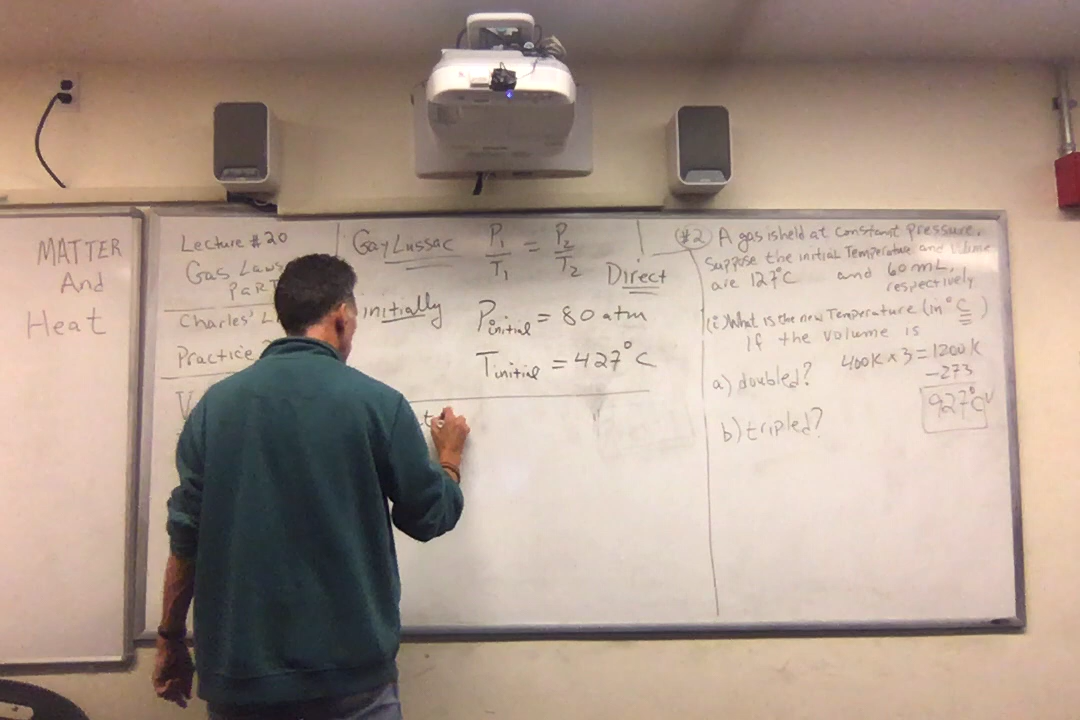 MATTER
And
Heat
Lecture #20
Gas Laws
PART
Charles'
Practice
Gay Lussac P1/T1 = P2/T2
Direct
initially
Pinitial = 80 atm
Tinitial = 427°C
#2 A gas is held at constant pressure.
Suppose the initial Temperature and Volume
are 127°C and 60 mL,
respectively
(i. What is the new Temperature (in °C)
if the volume is
a) doubled?
400K x 3 = 1200K
-273
927°C
b) tripled?